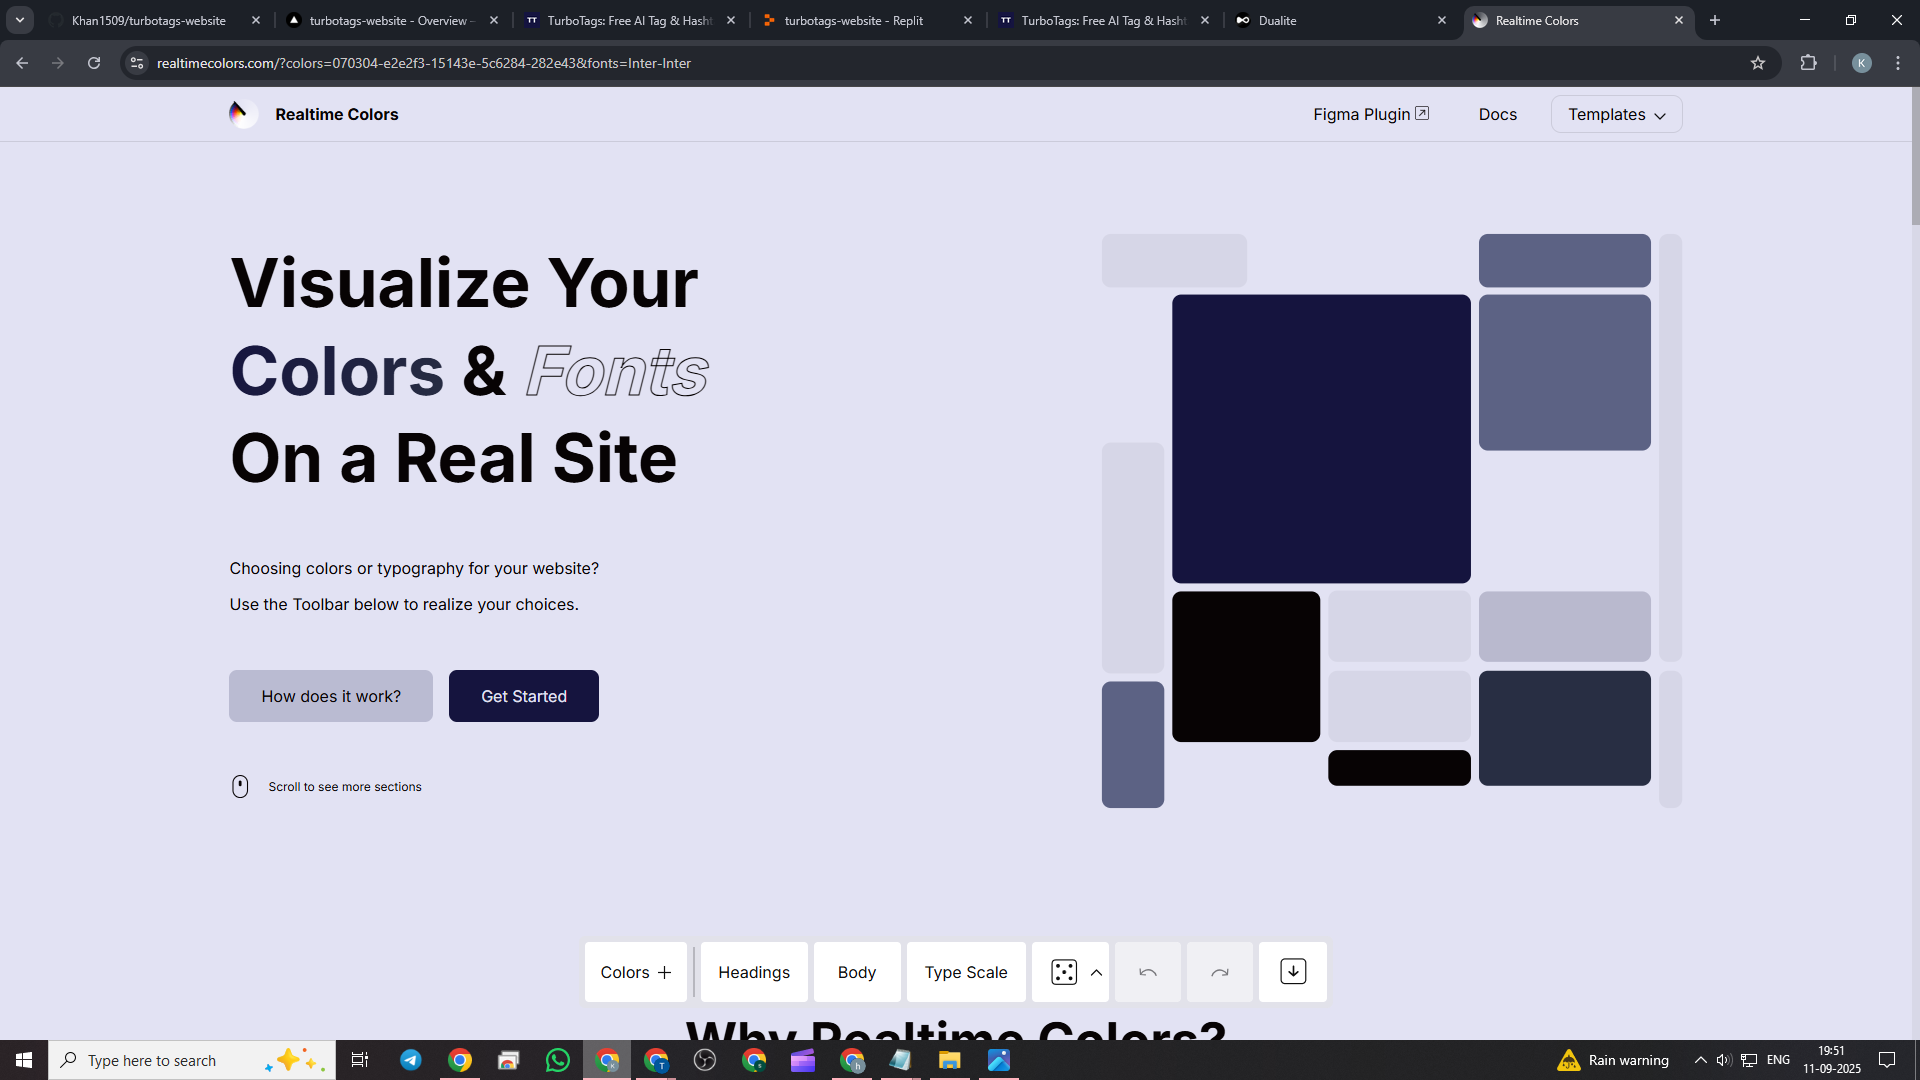 Khan1509/turbotags-website
turbotags-website - Overview
TurboTags: Free AI Tag & Hasht
turbotags-website - Replit
TurboTags: Free AI Tag & Hasht
Dualite
Realtime Colors
realtimecolors.com/?colors=070304-e2e2f3-15143e-5c6284-282e43&fonts=Inter-Inter
K
Realtime Colors
Figma Plugin
Docs
Templates
Visualize Your
Colors & Fonts
On a Real Site
Choosing colors or typography for your website?
Use the Toolbar below to realize your choices.
How does it work?
Get Started
Scroll to see more sections
Colors
Headings
Body
Type Scale
Why Realtime Colors?
Type here to search
Rain warning
ENG
19:51
11-09-2025